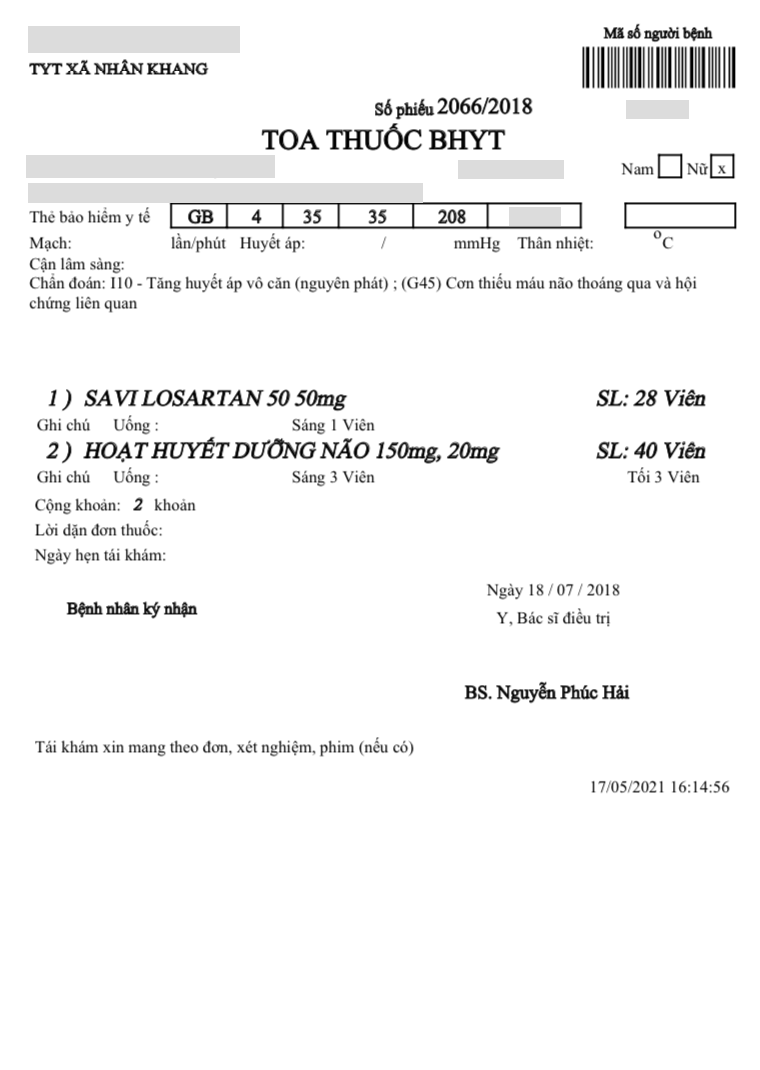 Mã số người bệnh
TYT XÃ NHÂN KHANG
Số phiếu 2066/2018
TOA THUỐC BHYT
Nam Nữ x
Thẻ bảo hiểm y tế GB 4 35 35 208
Mạch: lần/phút Huyết áp: / mmHg Thân nhiệt: °C
Cận lâm sàng:
Chẩn đoán: I10 - Tăng huyết áp vô căn (nguyên phát) ; (G45) Cơn thiếu máu não thoáng qua và hội
chứng liên quan
1 ) SAVI LOSARTAN 50 50mg SL: 28 Viên
Ghi chú Uống : Sáng 1 Viên
2 ) HOẠT HUYẾT DƯỠNG NÃO 150mg, 20mg SL: 40 Viên
Ghi chú Uống : Sáng 3 Viên Tối 3 Viên
Cộng khoản: 2 khoản
Lời dặn đơn thuốc:
Ngày hẹn tái khám:
Ngày 18 / 07 / 2018
Bệnh nhân ký nhận
Y, Bác sĩ điều trị
BS. Nguyễn Phúc Hải
Tái khám xin mang theo đơn, xét nghiệm, phim (nếu có)
17/05/2021 16:14:56